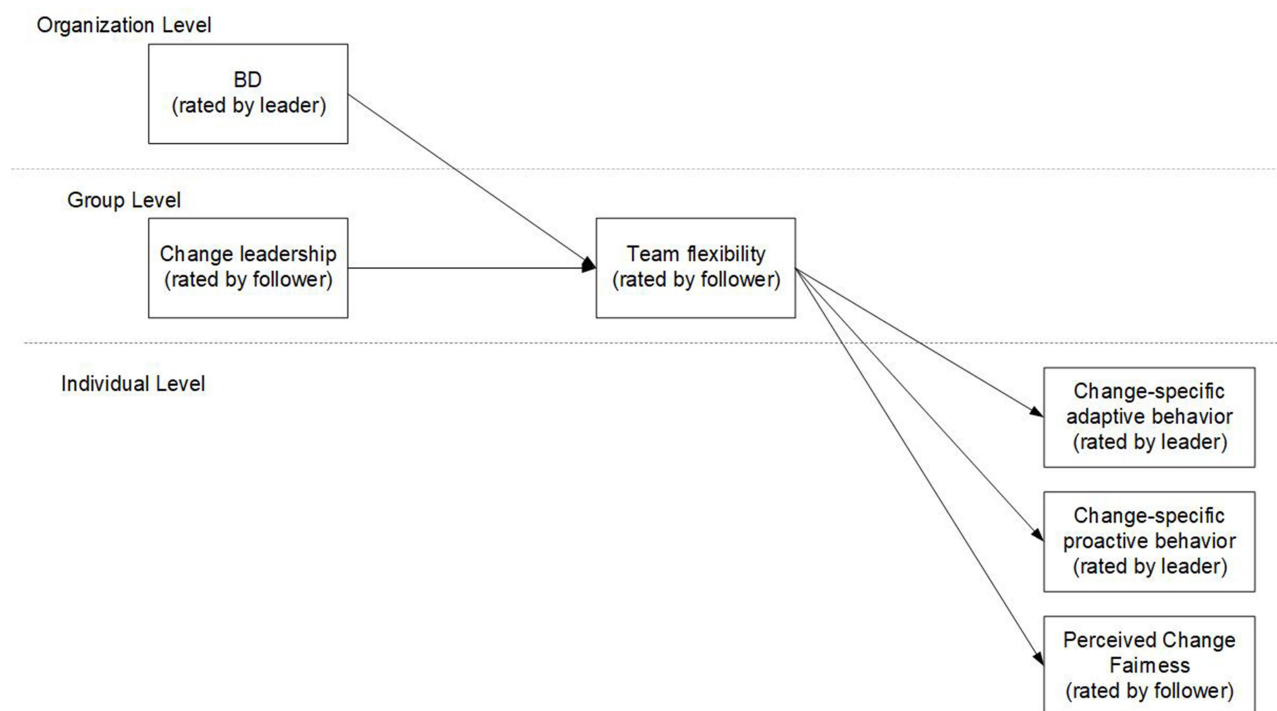 Organization Level
BD
(rated by leader)
Group Level
Change leadership
(rated by follower)
Team flexibility
(rated by follower)
Individual Level
Change-specific
adaptive behavior
(rated by leader)
Change-specific
proactive behavior
(rated by leader)
Perceived Change
Fairness
(rated by follower)